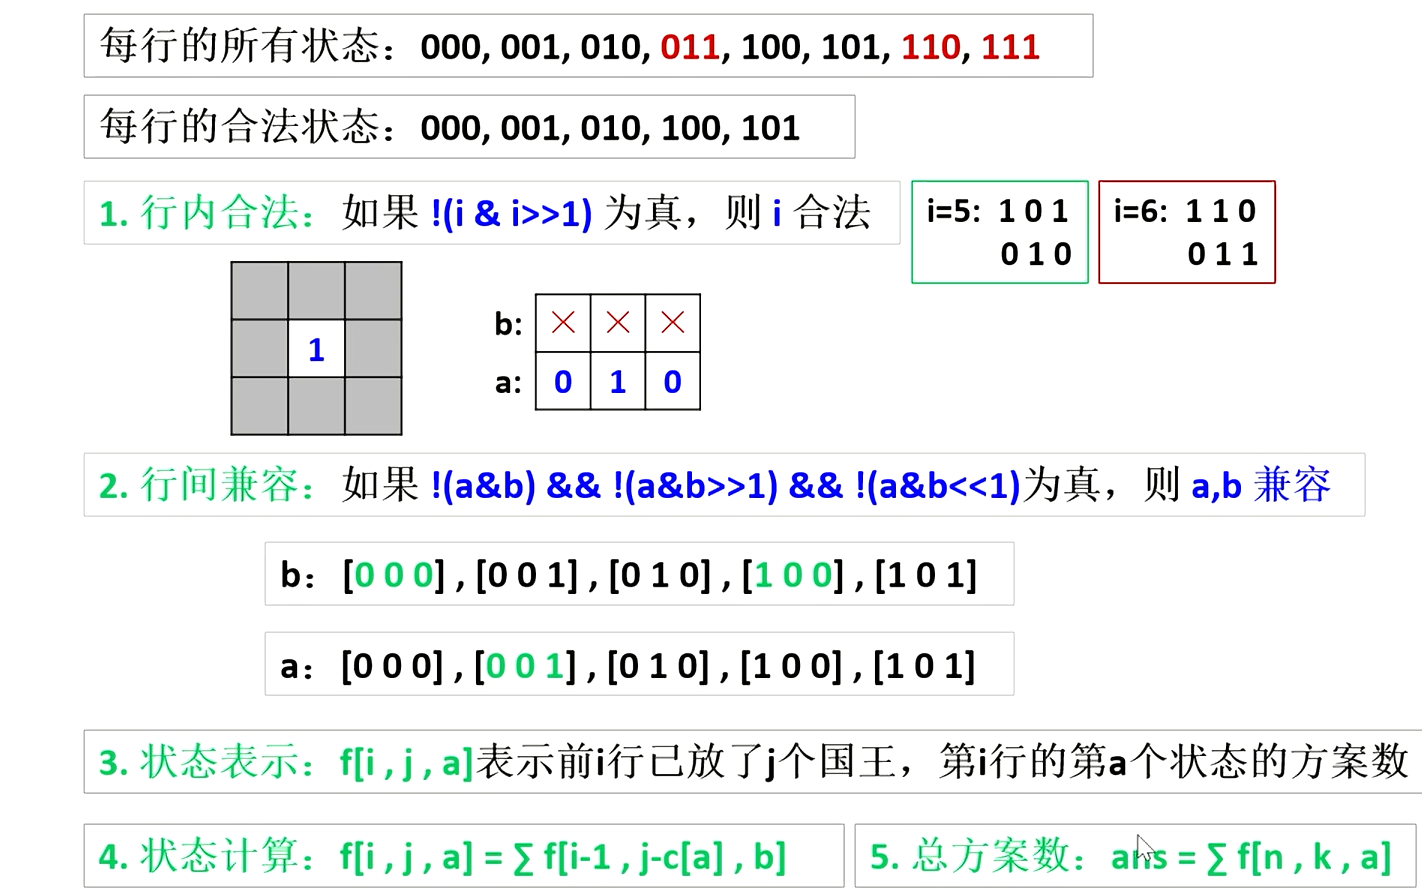 每行的所有状态：000, 001, 010, 011, 100, 101, 110, 111
每行的合法状态：000, 001, 010, 100, 101
1. 行内合法：如果 !(i & i>>1) 为真，则 i 合法
i=5: 1 0 1
0 1 0
i=6: 1 1 0
0 1 1
1
b: × × ×
a: 0 1 0
2. 行间兼容：如果 !(a&b) && !(a&b>>1) && !(a&b<<1)为真，则 a,b 兼容
b：[0 0 0] , [0 0 1] , [0 1 0] , [1 0 0] , [1 0 1]
a：[0 0 0] , [0 0 1] , [0 1 0] , [1 0 0] , [1 0 1]
3. 状态表示：f[i , j , a]表示前i行已放了j个国王，第i行的第a个状态的方案数
4. 状态计算：f[i , j , a] = ∑ f[i-1 , j-c[a] , b]
5. 总方案数：ans = ∑ f[n , k , a]